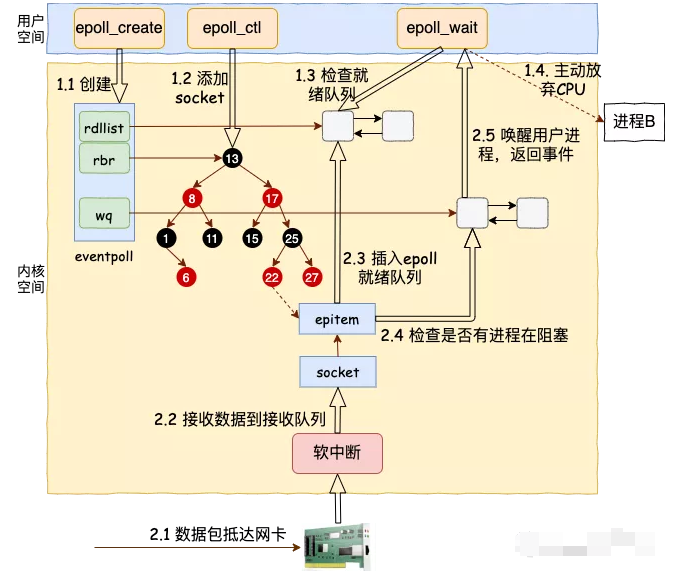 用户
空间
epoll_create
epoll_ctl
epoll_wait
1.1 创建
1.2 添加
socket
1.3 检查就
绪队列
1.4. 主动放
弃CPU
进程B
rdllist
rbr
wq
eventpoll
13
8
17
1
11
15
25
6
22
27
2.5 唤醒用户进
程，返回事件
内核
空间
2.3 插入epoll
就绪队列
epitem
2.4 检查是否有进程在阻塞
socket
2.2 接收数据到接收队列
软中断
2.1 数据包抵达网卡